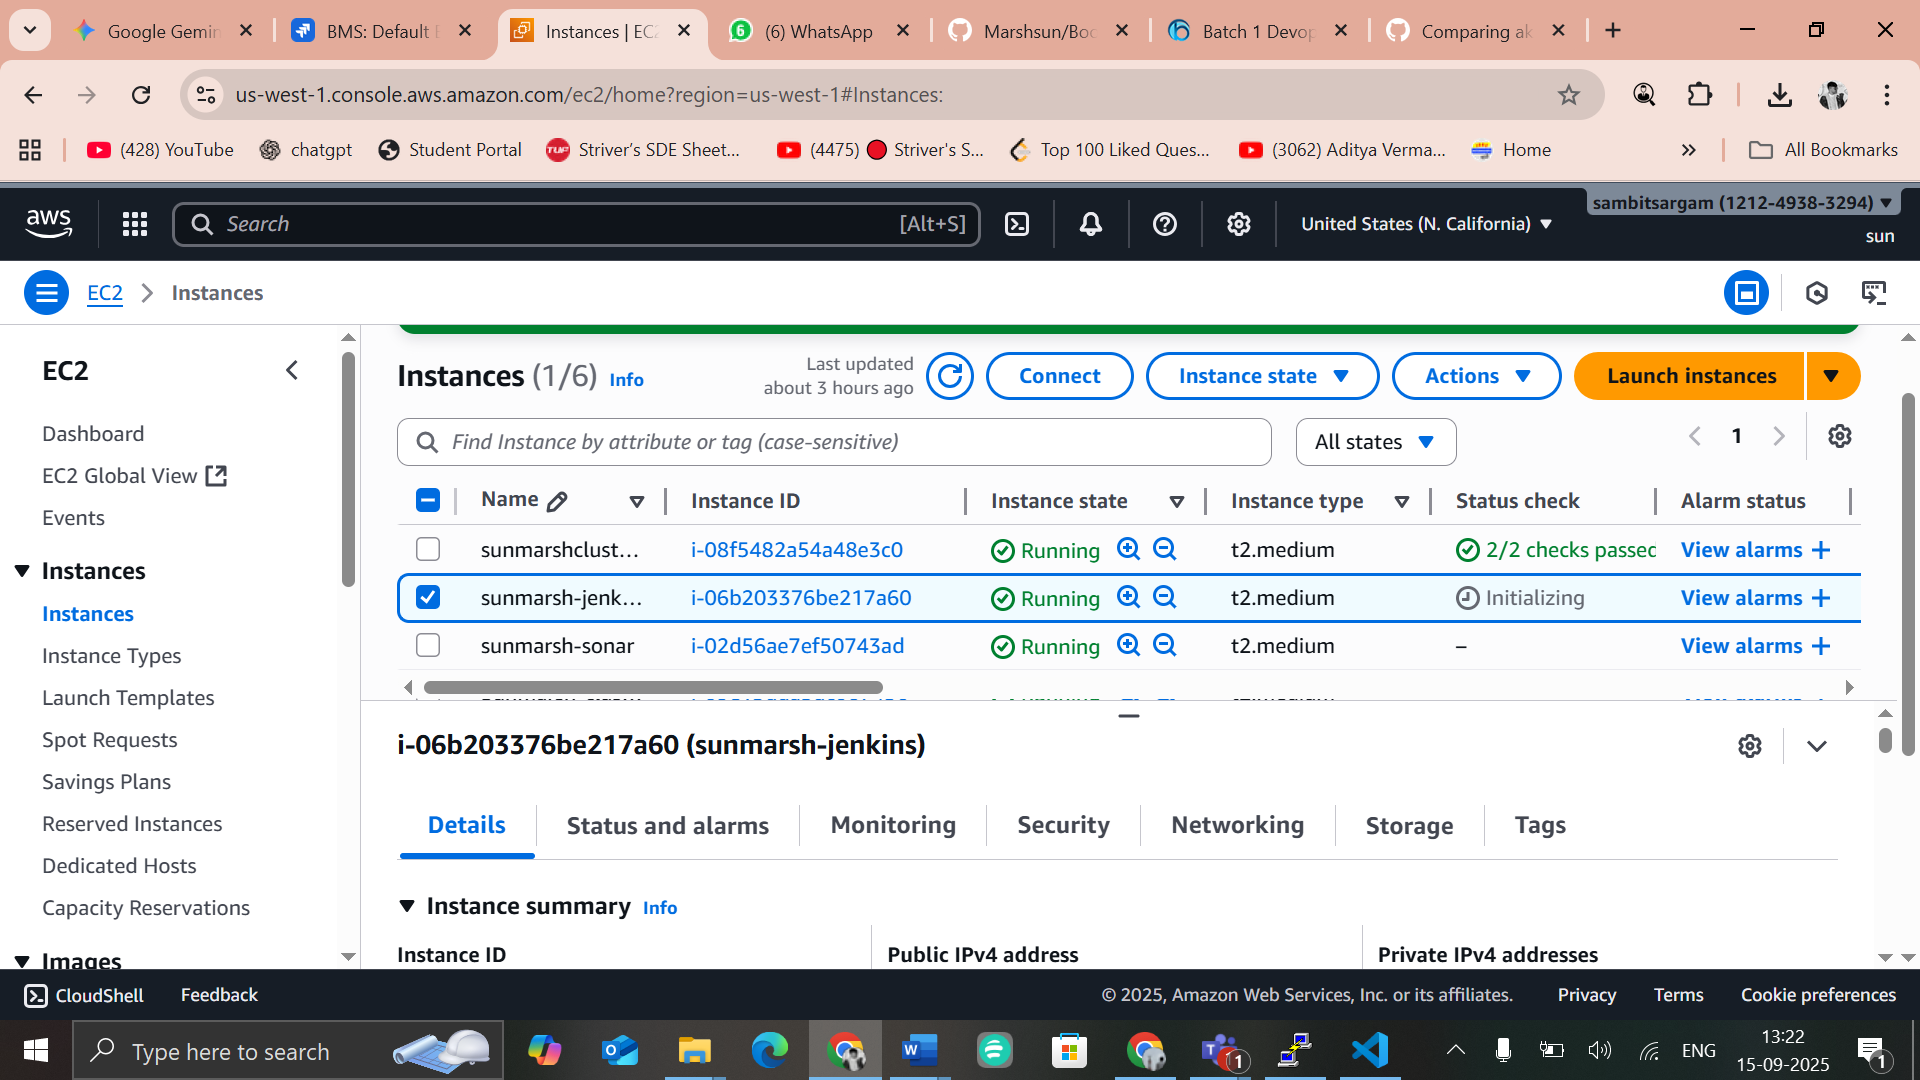 Google Gemin
BMS: Default B
Instances | EC2
(6) WhatsApp
Marshsun/Boo
Batch 1 Devop
Comparing ak
us-west-1.console.aws.amazon.com/ec2/home?region=us-west-1#Instances:
(428) YouTube
chatgpt
Student Portal
TUF
Striver's SDE Sheet...
(4475) Striver's S...
Top 100 Liked Ques...
(3062) Aditya Verma...
Home
All Bookmarks
aws
Search
[Alt+S]
United States (N. California)
sambitsargam (1212-4938-3294)
sun
EC2
Instances
EC2
Dashboard
EC2 Global View
Events
Instances
Instances
Instance Types
Launch Templates
Spot Requests
Savings Plans
Reserved Instances
Dedicated Hosts
Capacity Reservations
Images
Instances (1/6) Info
Last updated
about 3 hours ago
Connect
Instance state
Actions
Launch instances
Find Instance by attribute or tag (case-sensitive)
All states
1
Name Instance ID Instance state Instance type Status check Alarm status
sunmarshclust... i-08f5482a54a48e3c0 Running t2.medium 2/2 checks passed View alarms +
sunmarsh-jenk... i-06b203376be217a60 Running t2.medium Initializing View alarms +
sunmarsh-sonar i-02d56ae7ef50743ad Running t2.medium – View alarms +
i-06b203376be217a60 (sunmarsh-jenkins)
Details
Status and alarms
Monitoring
Security
Networking
Storage
Tags
Instance summary Info
Instance ID
Public IPv4 address
Private IPv4 addresses
CloudShell
Feedback
© 2025, Amazon Web Services, Inc. or its affiliates.
Privacy
Terms
Cookie preferences
Type here to search
1
ENG
13:22
15-09-2025
1